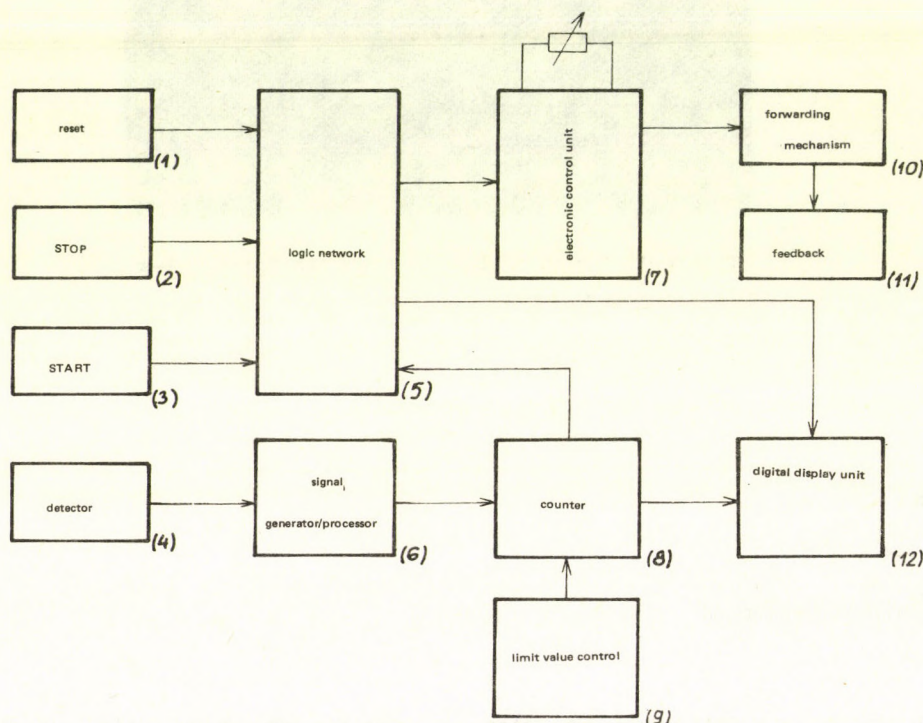 reset
(1)
STOP
(2)
START
(3)
detector
(4)
logic network
(5)
signal
generator/processor
(6)
electronic control unit
(7)
counter
(8)
limit value control
(9)
forwarding
mechanism
(10)
feedback
(11)
digital display unit
(12)